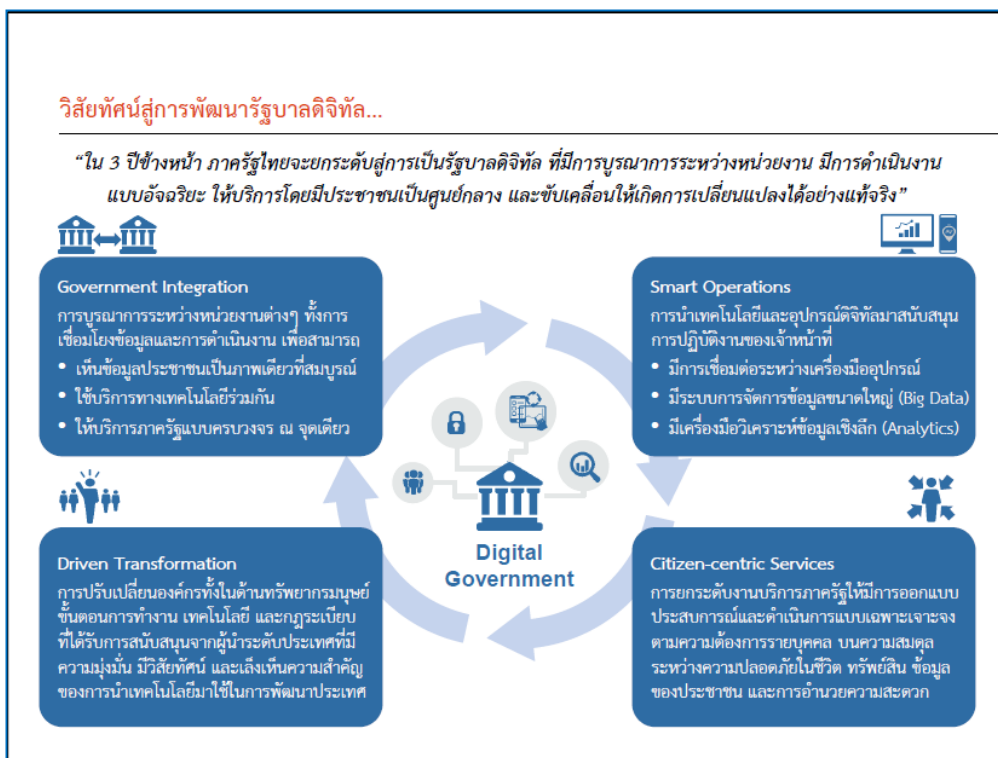 วิสัยทัศน์สู่การพัฒนารัฐบาลดิจิทัล...
“ใน 3 ปีข้างหน้า ภาครัฐไทยจะยกระดับสู่การเป็นรัฐบาลดิจิทัล ที่มีการบูรณาการระหว่างหน่วยงาน มีการดำเนินงาน
แบบอัจฉริยะ ให้บริการโดยมีประชาชนเป็นศูนย์กลาง และขับเคลื่อนให้เกิดการเปลี่ยนแปลงได้อย่างแท้จริง”
Government Integration
การบูรณาการระหว่างหน่วยงานต่างๆ ทั้งการ
เชื่อมโยงข้อมูลและการดำเนินงาน เพื่อสามารถ
• เห็นข้อมูลประชาชนเป็นภาพเดียวที่สมบูรณ์
• ใช้บริการทางเทคโนโลยีร่วมกัน
• ให้บริการภาครัฐแบบครบวงจร ณ จุดเดียว
Smart Operations
การนำเทคโนโลยีและอุปกรณ์ดิจิทัลมาสนับสนุน
การปฏิบัติงานของเจ้าหน้าที่
• มีการเชื่อมต่อระหว่างเครื่องมืออุปกรณ์
• มีระบบการจัดการข้อมูลขนาดใหญ่ (Big Data)
• มีเครื่องมือวิเคราะห์ข้อมูลเชิงลึก (Analytics)
Digital
Government
Driven Transformation
การปรับเปลี่ยนองค์กรทั้งในด้านทรัพยากรมนุษย์
ขั้นตอนการทำงาน เทคโนโลยี และกฎระเบียบ
ที่ได้รับการสนับสนุนจากผู้นำระดับประเทศที่มี
ความมุ่งมั่น มีวิสัยทัศน์ และเล็งเห็นความสำคัญ
ของการนำเทคโนโลยีมาใช้ในการพัฒนาประเทศ
Citizen-centric Services
การยกระดับงานบริการภาครัฐให้มีการออกแบบ
ประสบการณ์และดำเนินการแบบเฉพาะเจาะจง
ตามความต้องการรายบุคคล บนความสมดุล
ระหว่างความปลอดภัยในชีวิต ทรัพย์สิน ข้อมูล
ของประชาชน และการอำนวยความสะดวก